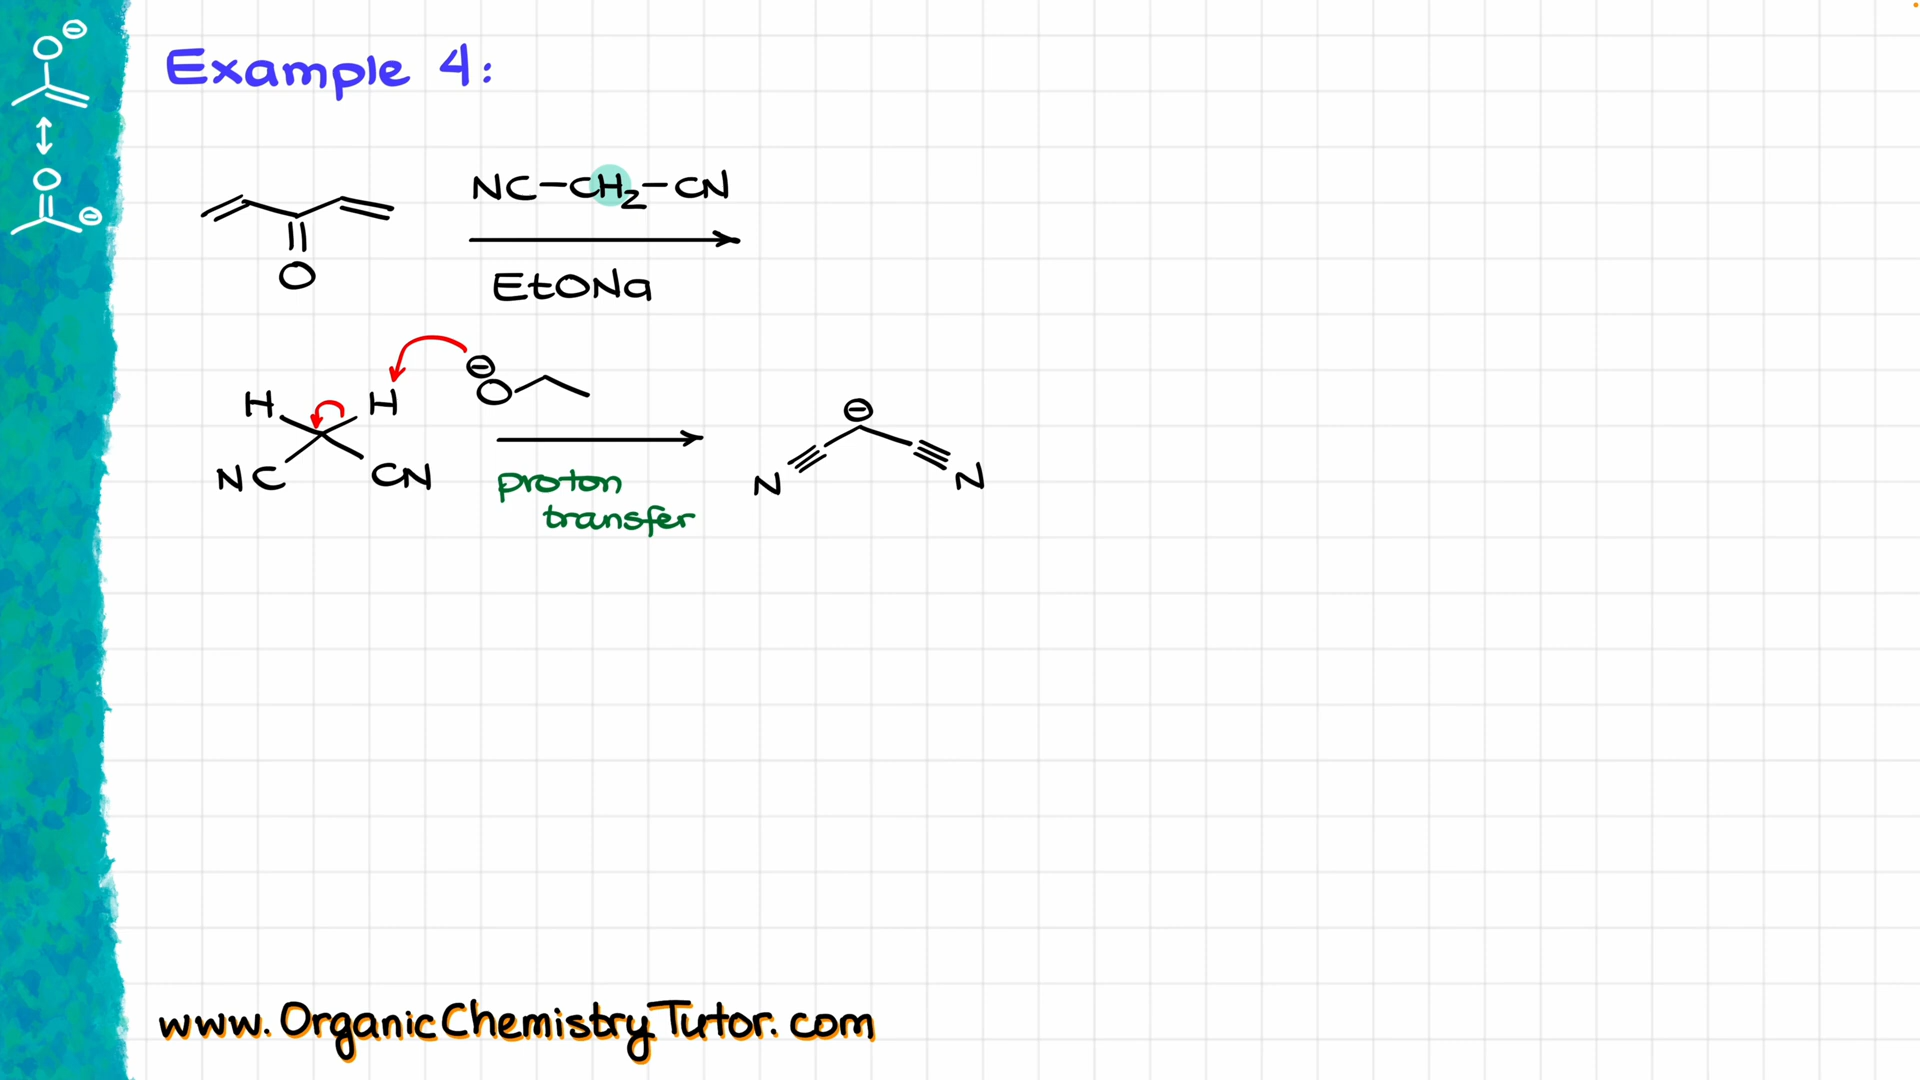 Example 4:
NC-CH2-CN
O
EtONa
H H ⊖O
NC CN
proton
transfer
⊖
N N
www.OrganicChemistryTutor.com
O⊖
O
⊖